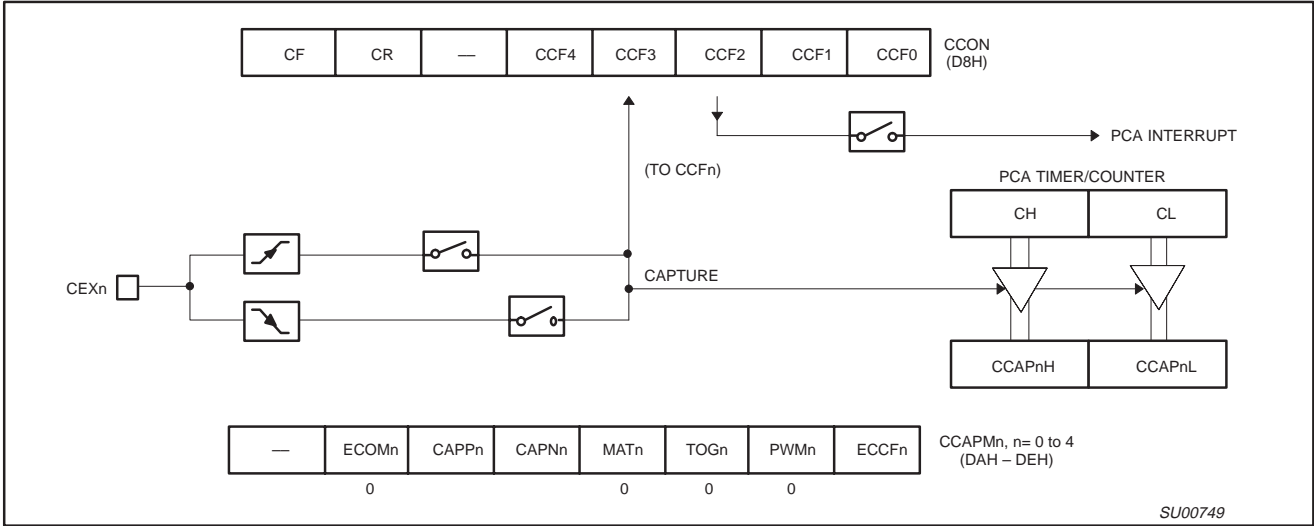 CF CR — CCF4 CCF3 CCF2 CCF1 CCF0
CCON
(D8H)
PCA INTERRUPT
(TO CCFn)
PCA TIMER/COUNTER
CH CL
CEXn
CAPTURE
CCAPnH CCAPnL
— ECOMn CAPPn CAPNn MATn TOGn PWMn ECCFn
CCAPMn, n= 0 to 4
(DAH – DEH)
0 0 0 0
SU00749